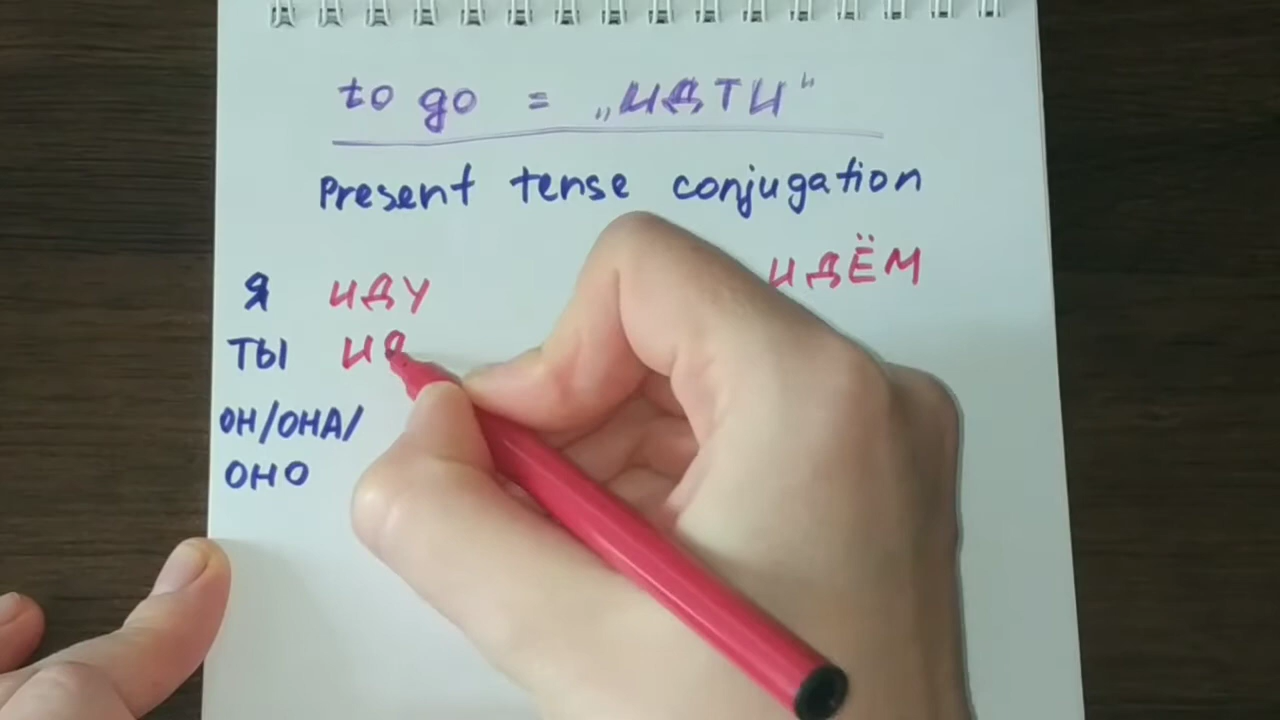 to go = „ИДТИ"
Present tense conjugation
Я ИДУ
ИДЁМ
ТЫ
ОН/ОНА/
ОНО